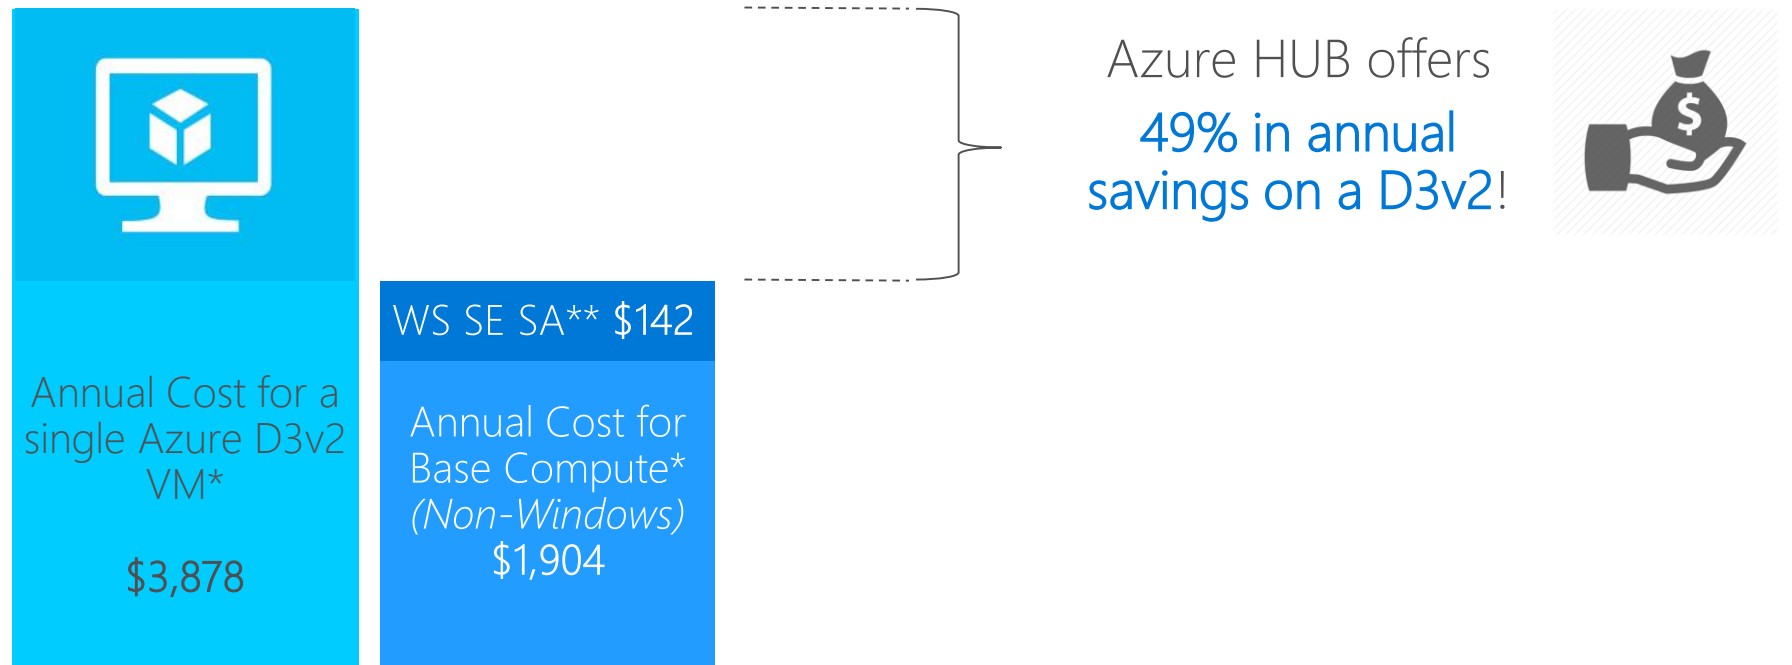 Azure HUB offers
49% in annual
savings on a D3v2!
$
WS SE SA** $142
Annual Cost for a
single Azure D3v2
VM*
$3,878
Annual Cost for
Base Compute*
(Non-Windows)
$1,904